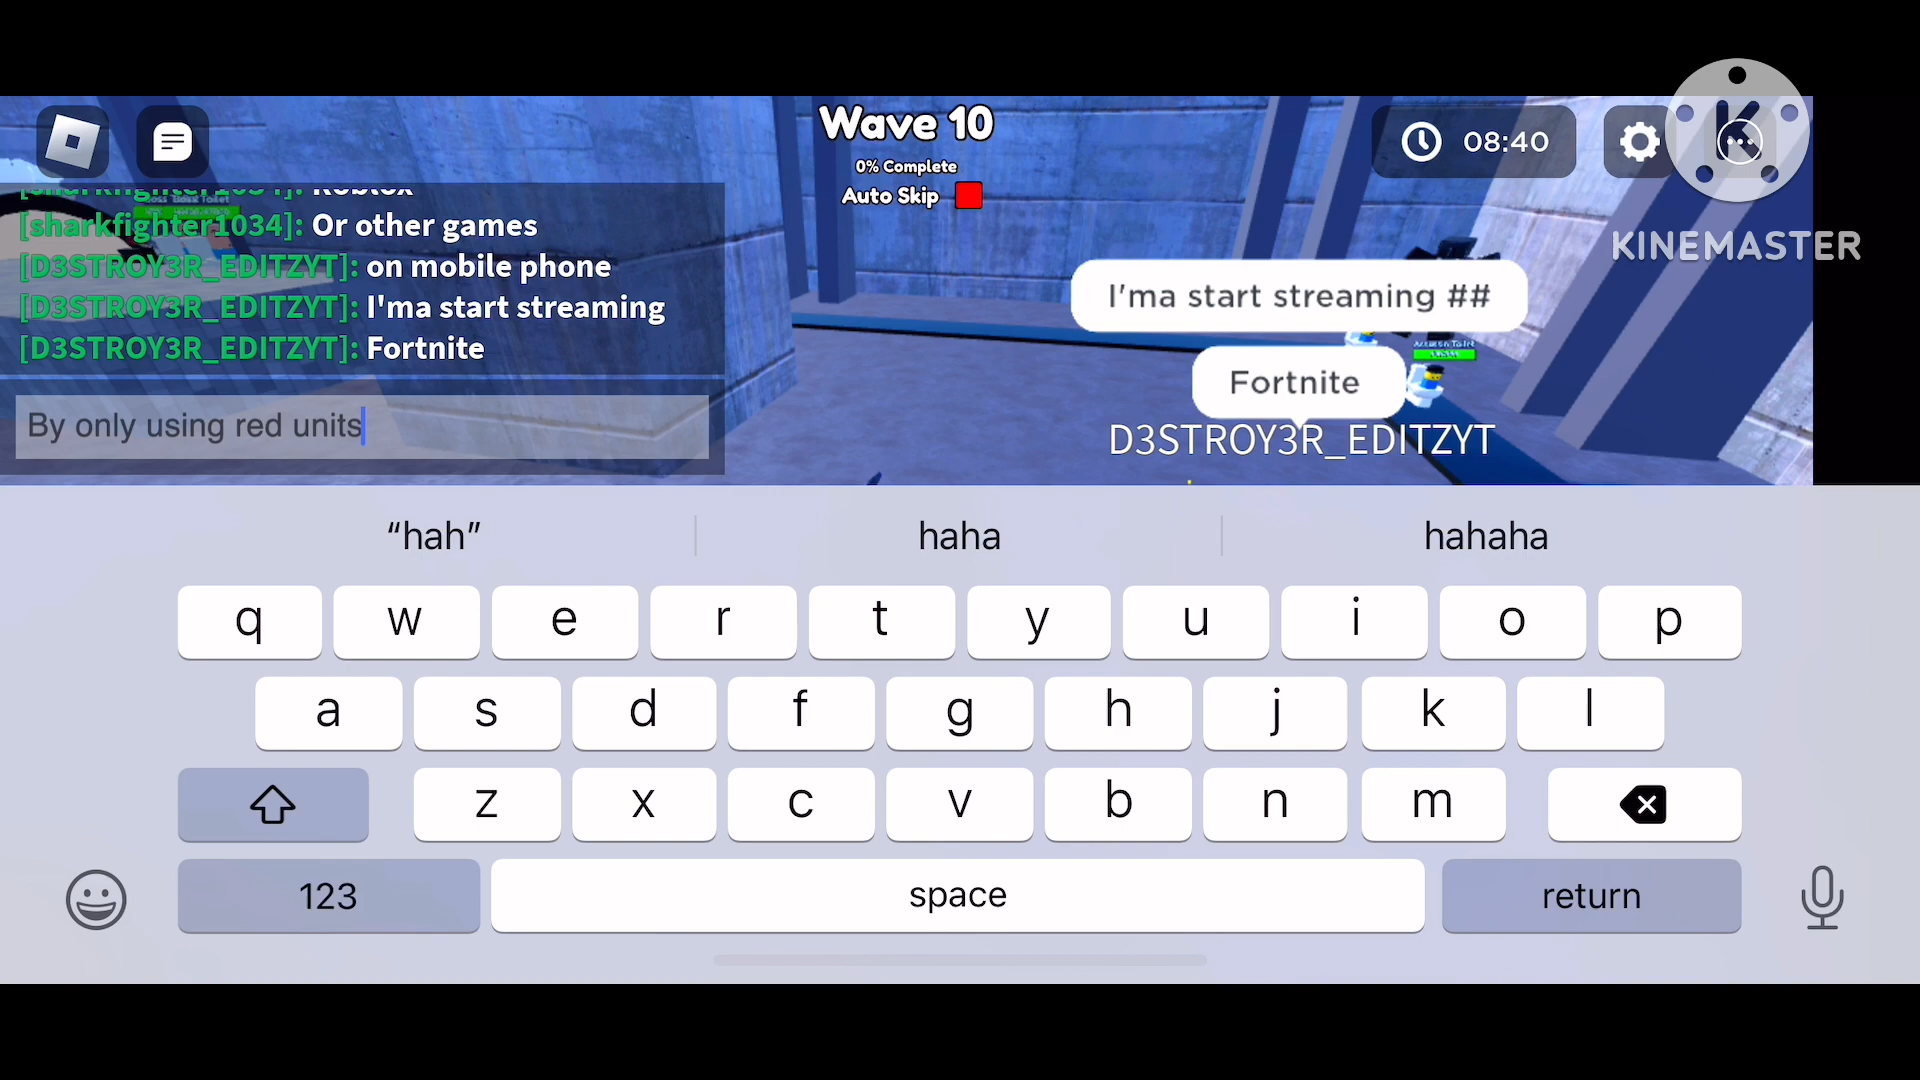 Wave 10
0% Complete
Auto Skip
08:40
KINEMASTER
[sharkfighter1034]: Roblox
[sharkfighter1034]: Or other games
[D3STROY3R_EDITZYT]: on mobile phone
[D3STROY3R_EDITZYT]: I'ma start streaming
[D3STROY3R_EDITZYT]: Fortnite
By only using red units
I'ma start streaming ##
Fortnite
D3STROY3R_EDITZYT
“hah” haha hahaha
q w e r t y u i o p
a s d f g h j k l
z x c v b n m
123 space return